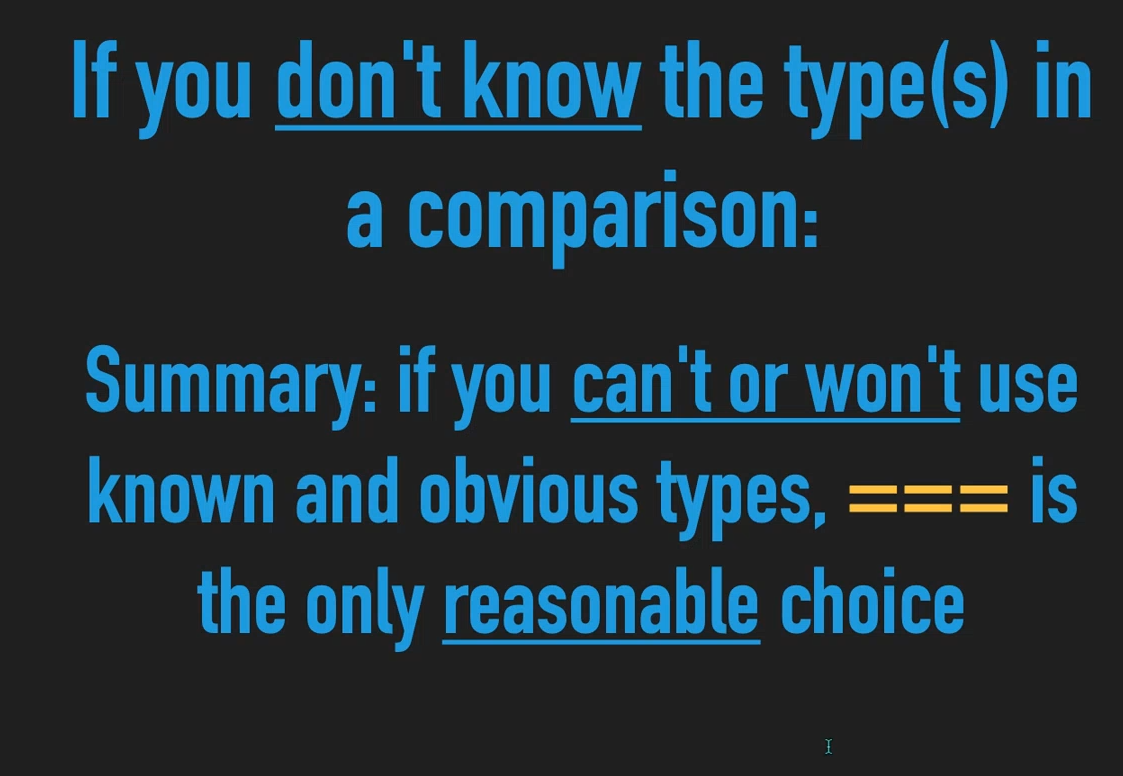 If you don't know the type(s) in
a comparison:
Summary: if you can't or won't use
known and obvious types, === is
the only reasonable choice